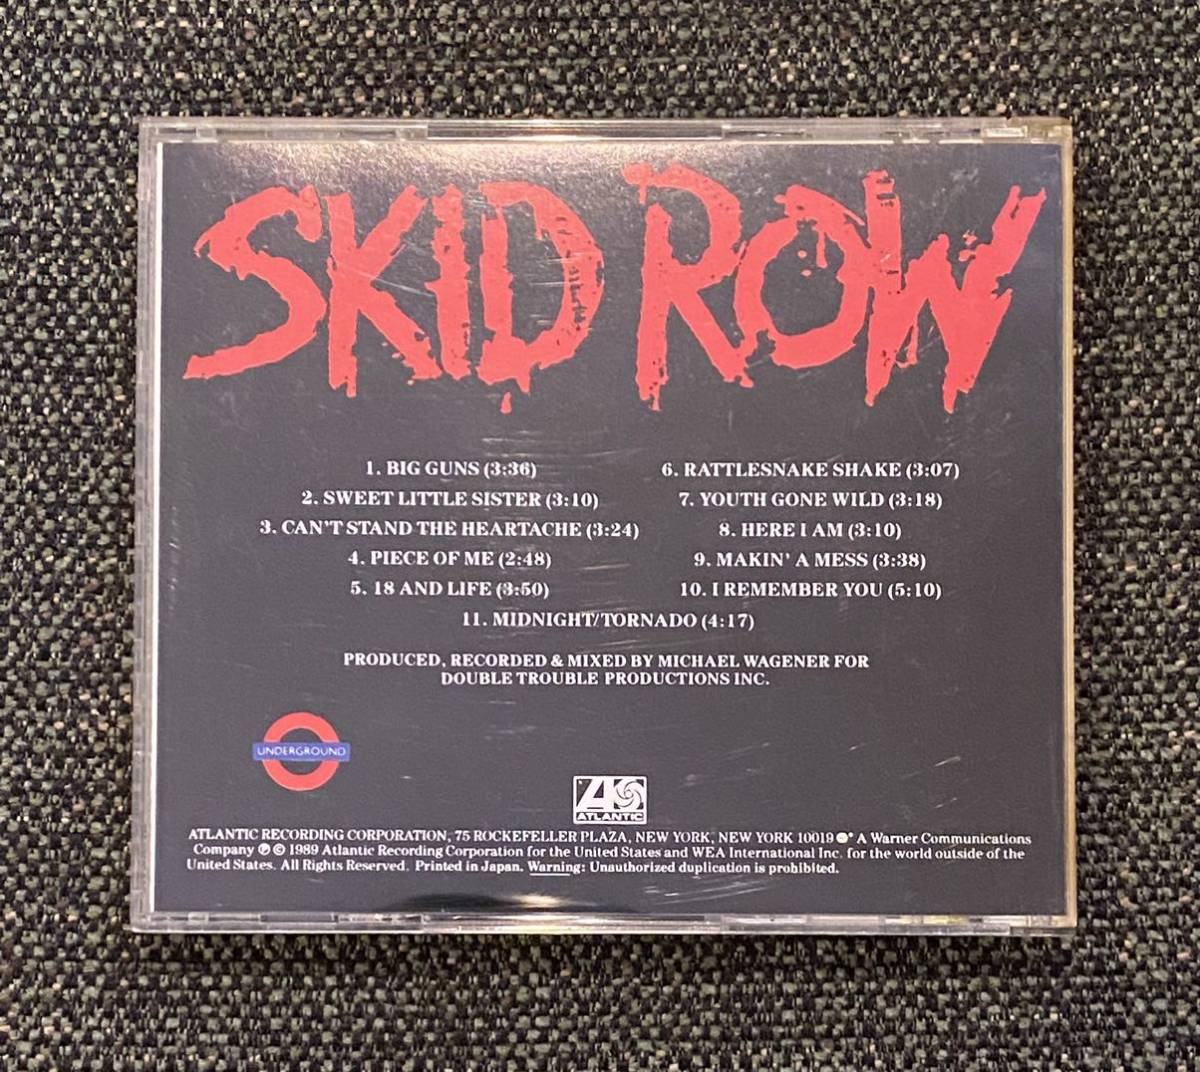 SKID ROW
1. BIG GUNS (3:36)
2. SWEET LITTLE SISTER (3:10)
3. CAN'T STAND THE HEARTACHE (3:24)
4. PIECE OF ME (2:48)
5. 18 AND LIFE (3:50)
6. RATTLESNAKE SHAKE (3:07)
7. YOUTH GONE WILD (3:18)
8. HERE I AM (3:10)
9. MAKIN' A MESS (3:38)
10. I REMEMBER YOU (5:10)
11. MIDNIGHT/TORNADO (4:17)
PRODUCED, RECORDED & MIXED BY MICHAEL WAGENER FOR
DOUBLE TROUBLE PRODUCTIONS INC.
UNDERGROUND
ATLANTIC
ATLANTIC RECORDING CORPORATION, 75 ROCKEFELLER PLAZA, NEW YORK, NEW YORK 10019 A Warner Communications
Company ℗ © 1989 Atlantic Recording Corporation for the United States and WEA International Inc. for the world outside of the
United States. All Rights Reserved. Printed in Japan. Warning: Unauthorized duplication is prohibited.